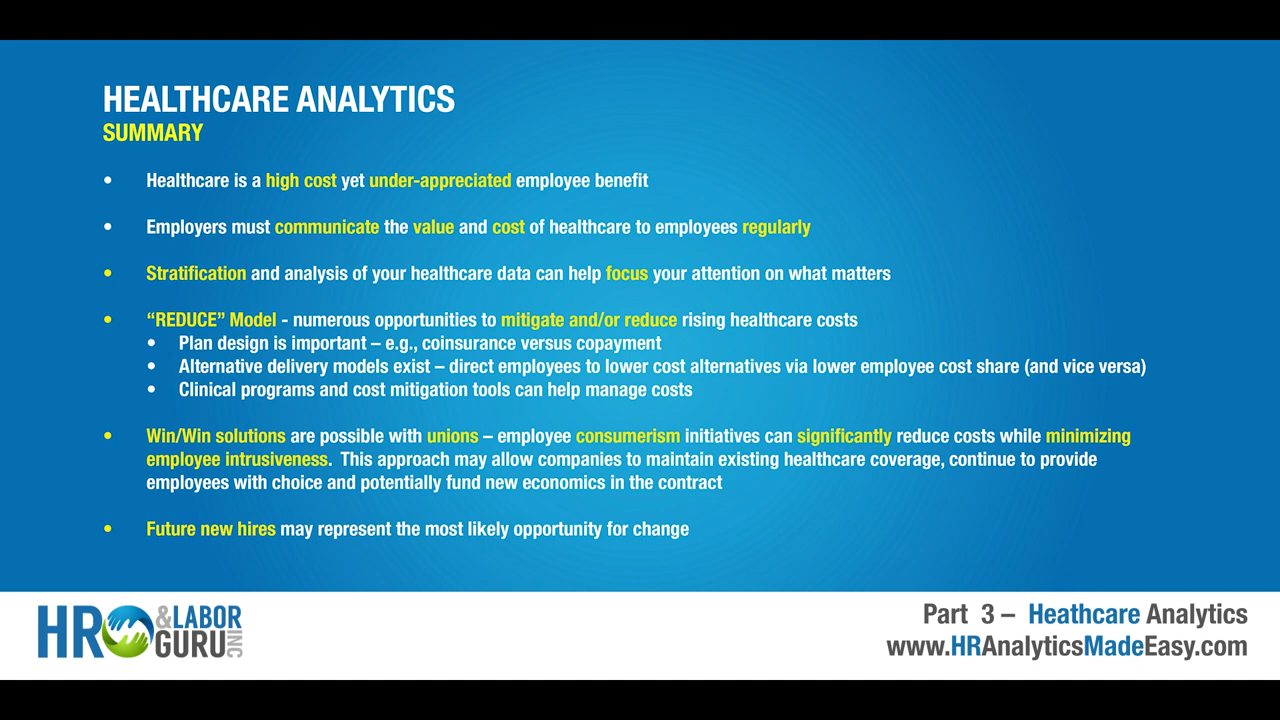 HEALTHCARE ANALYTICS
SUMMARY
• Healthcare is a high cost yet under-appreciated employee benefit
• Employers must communicate the value and cost of healthcare to employees regularly
• Stratification and analysis of your healthcare data can help focus your attention on what matters
• “REDUCE” Model - numerous opportunities to mitigate and/or reduce rising healthcare costs
• Plan design is important – e.g., coinsurance versus copayment
• Alternative delivery models exist – direct employees to lower cost alternatives via lower employee cost share (and vice versa)
• Clinical programs and cost mitigation tools can help manage costs
• Win/Win solutions are possible with unions – employee consumerism initiatives can significantly reduce costs while minimizing
employee intrusiveness. This approach may allow companies to maintain existing healthcare coverage, continue to provide
employees with choice and potentially fund new economics in the contract
• Future new hires may represent the most likely opportunity for change
HR &LABOR
GURU INC
Part 3 – Heathcare Analytics
www.HRAnalyticsMadeEasy.com